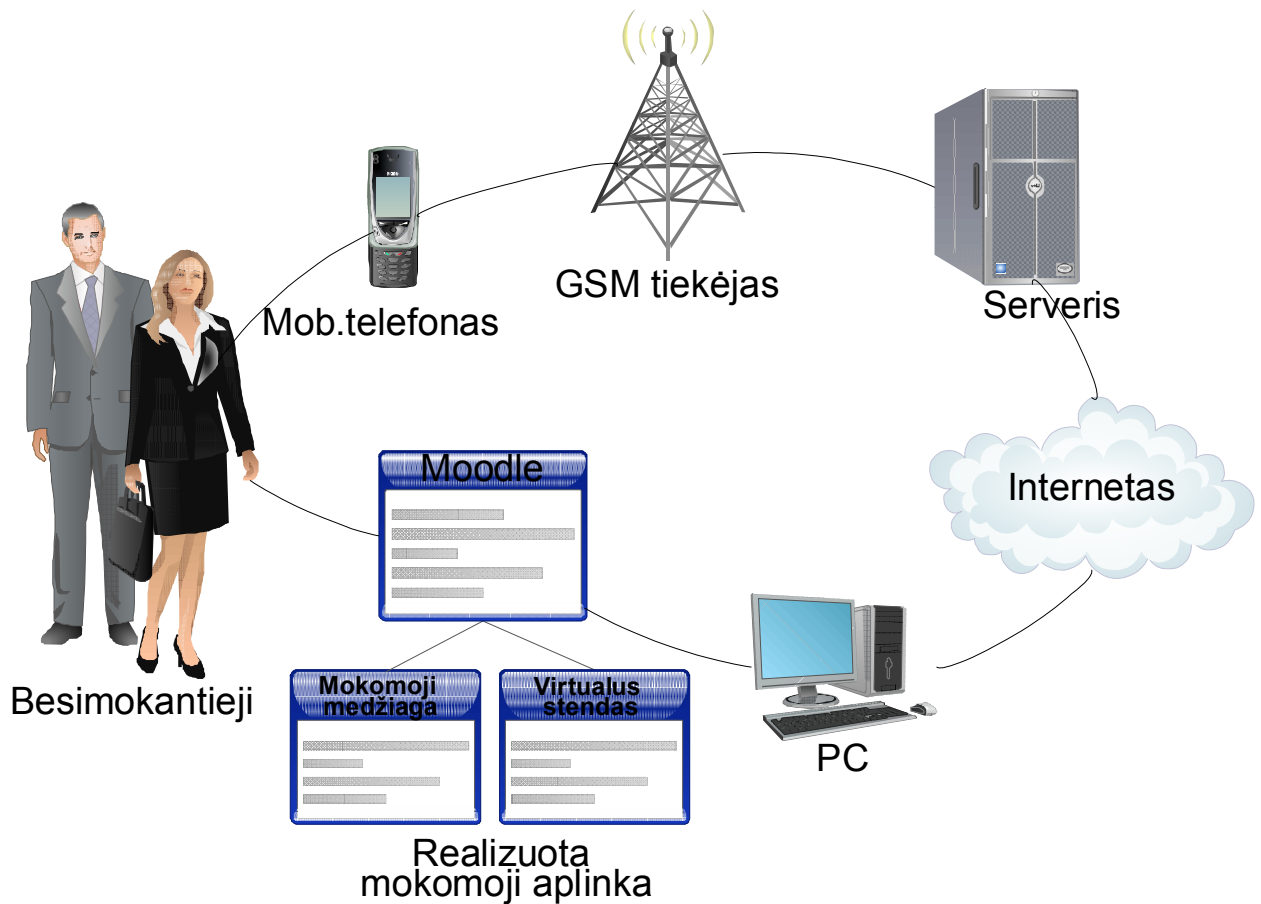 GSM tiekėjas
Serveris
Mob.telefonas
Internetas
Moodle
Besimokantieji
Mokomoji
medžiaga
Virtualus
stendas
PC
Realizuota
mokomoji aplinka